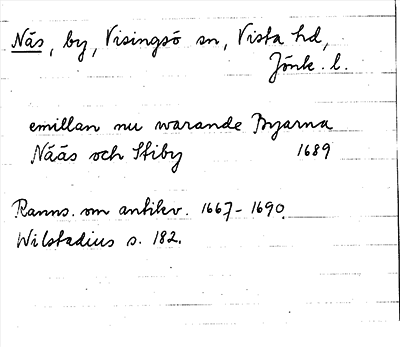 Näs, by, Visingsö sn, Vista hd,
Jönk. l.
emillan nu warande Byarna
Nääs och Stiby 1689
Ranns. om antikv. 1667-1690.
Wilstadius s. 182.